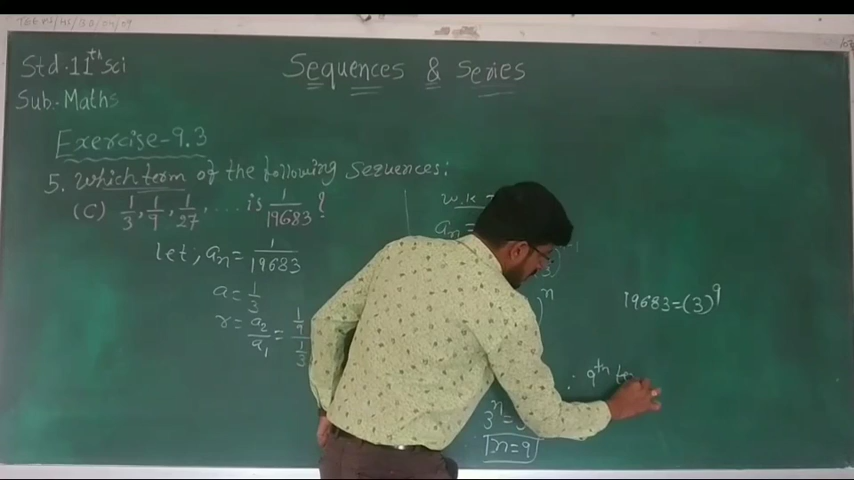 Std. 11th Sci
Sub:- Maths
Sequences & Series
Exercise-9.3
5. Which term of the following Sequences:
(C) 1/3, 1/9, 1/27, .... is 1/19683 ?
let, an = 1/19683
a = 1/3
r = a2/a1 = 1/9 / 1/3
w.k =
an =
n
19683 = (3)^9
∴ 9th
3^n =
n = 9